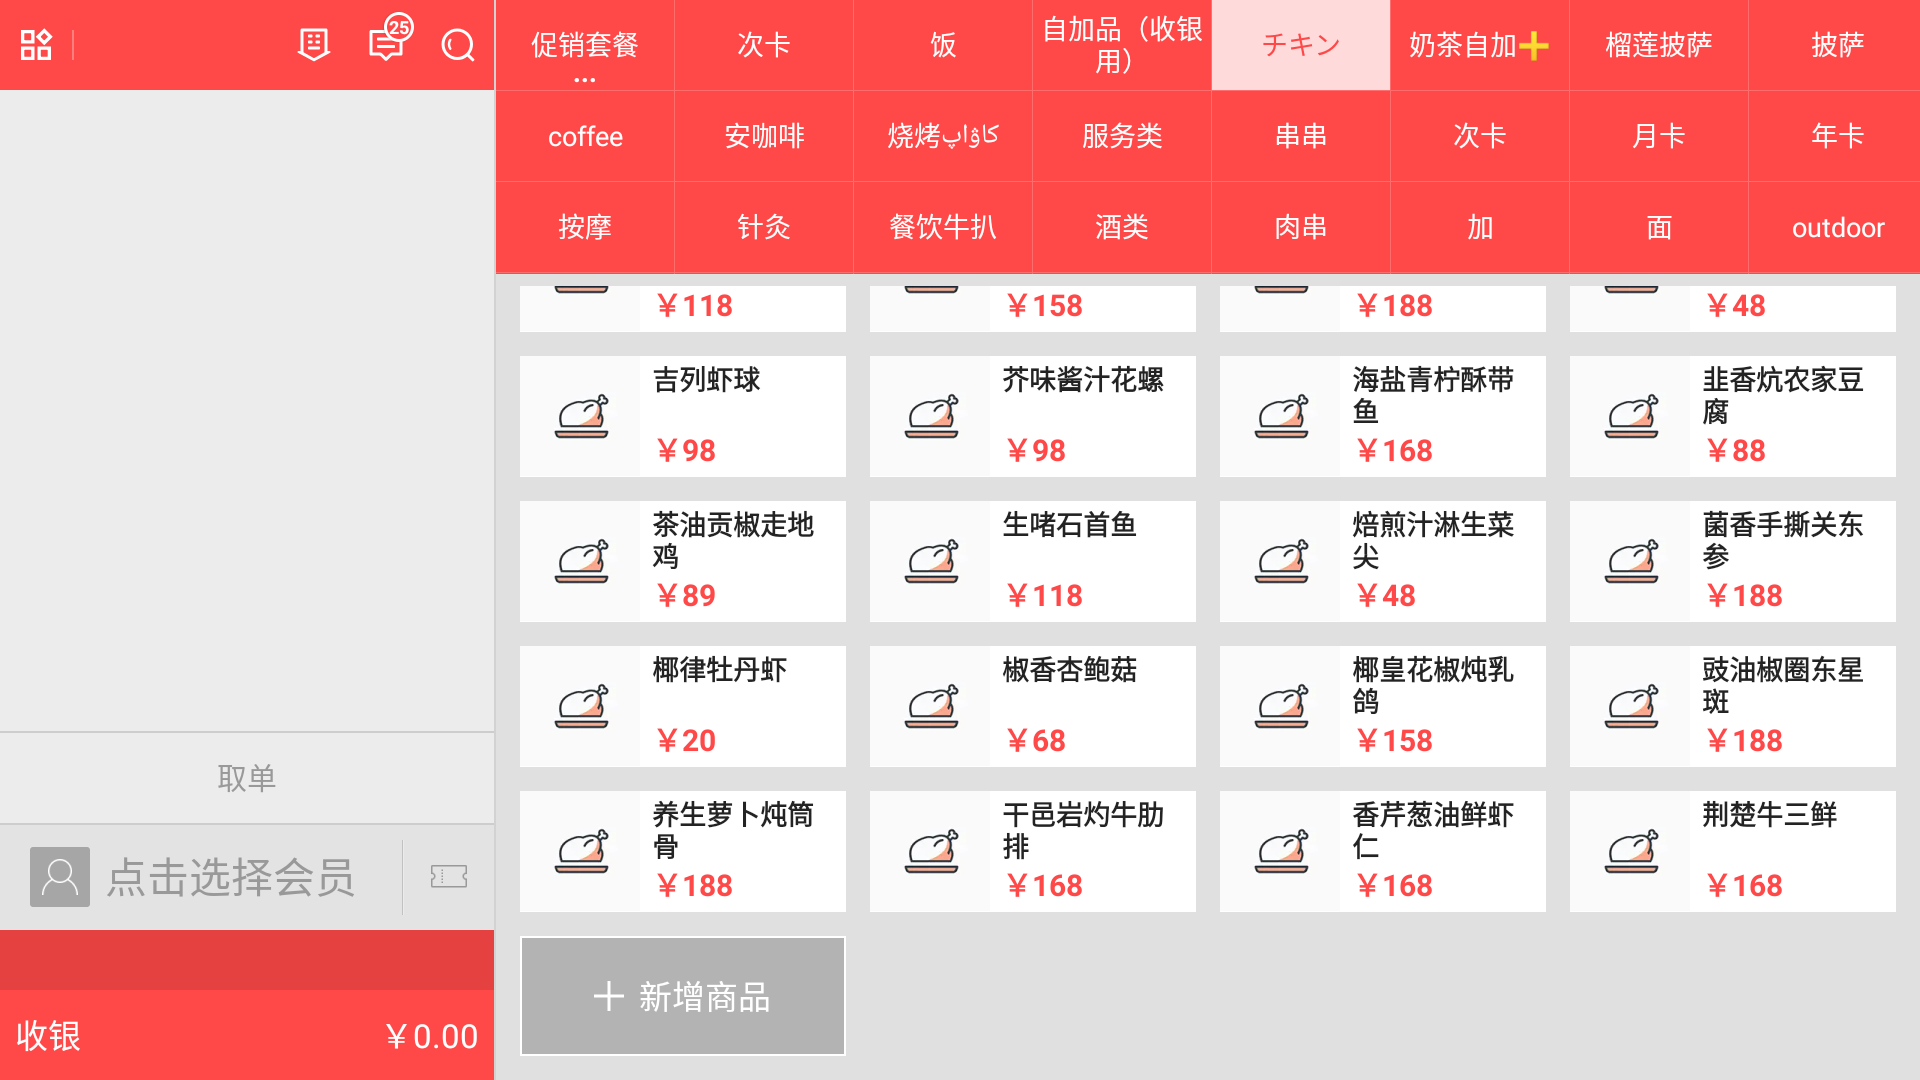 25
促销套餐
...
次卡
饭
自加品（收银
用）
チキン
奶茶自加➕
榴莲披萨
披萨
coffee
安咖啡
烧烤كاۋاپ
服务类
串串
次卡
月卡
年卡
按摩
针灸
餐饮牛扒
酒类
肉串
加
面
outdoor
￥118
￥158
￥188
￥48
吉列虾球
￥98
芥味酱汁花螺
￥98
海盐青柠酥带
鱼
￥168
韭香炕农家豆
腐
￥88
茶油贡椒走地
鸡
￥89
生啫石首鱼
￥118
焙煎汁淋生菜
尖
￥48
菌香手撕关东
参
￥188
椰律牡丹虾
￥20
椒香杏鲍菇
￥68
椰皇花椒炖乳
鸽
￥158
豉油椒圈东星
斑
￥188
养生萝卜炖筒
骨
￥188
干邑岩灼牛肋
排
￥168
香芹葱油鲜虾
仁
￥168
荆楚牛三鲜
￥168
新增商品
取单
点击选择会员
收银
￥0.00